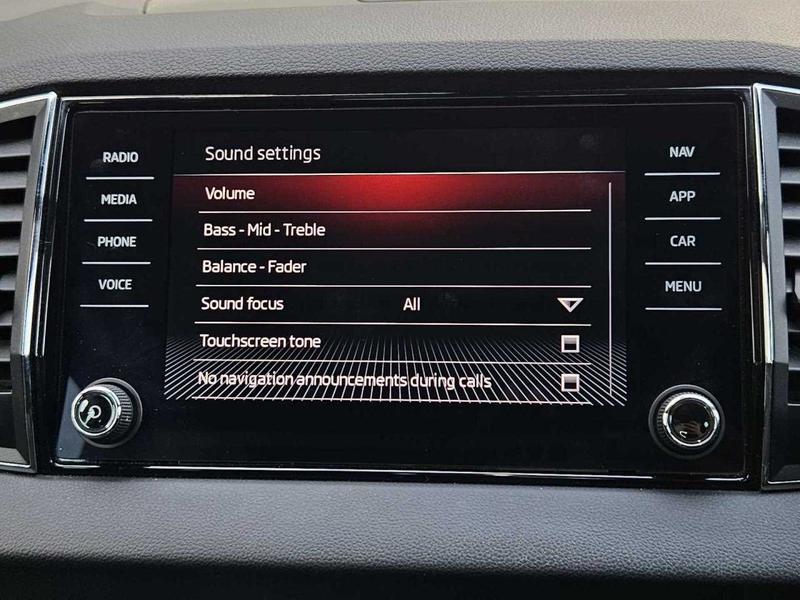 RADIO
MEDIA
PHONE
VOICE
Sound settings
Volume
Bass - Mid - Treble
Balance - Fader
Sound focus All
Touchscreen tone
No navigation announcements during calls
NAV
APP
CAR
MENU